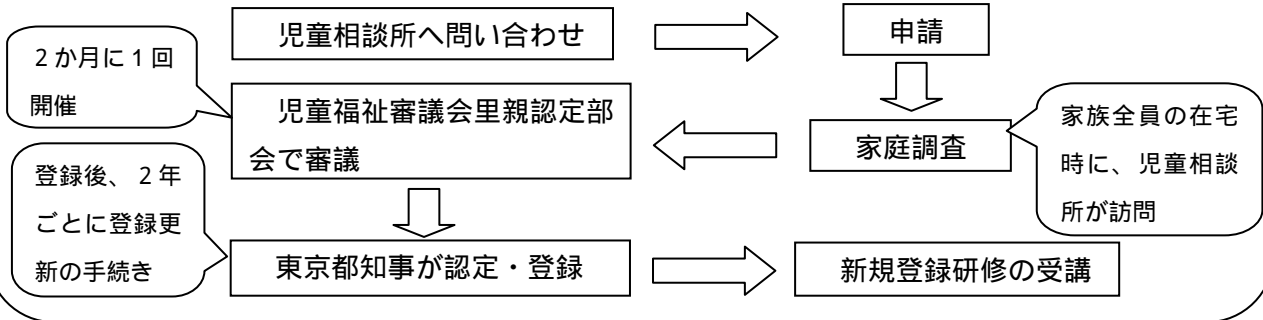 児童相談所へ問い合わせ
申請
2か月に1回
開催
児童福祉審議会里親認定部
会で審議
家庭調査
家族全員の在宅
時に、児童相談
所が訪問
登録後、2年
ごとに登録更
新の手続き
東京都知事が認定・登録
新規登録研修の受講